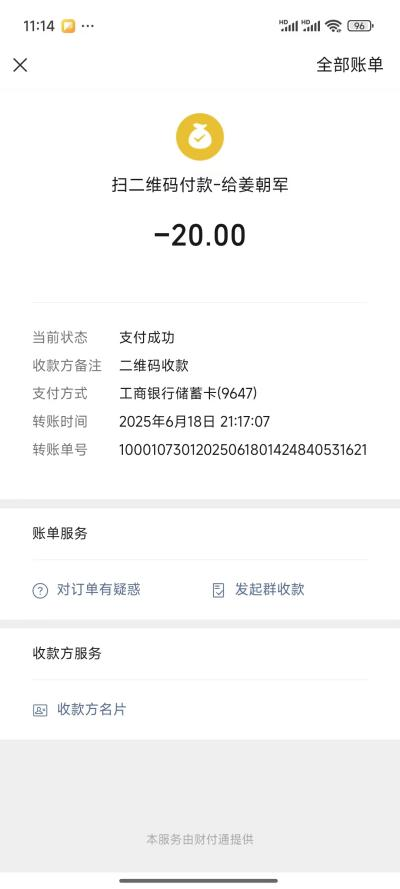 11:14 ··· HD HD 96
全部账单
扫二维码付款-给姜朝军
-20.00
当前状态 支付成功
收款方备注 二维码收款
支付方式 工商银行储蓄卡(9647)
转账时间 2025年6月18日 21:17:07
转账单号 1000107301202506180142484053​1621
账单服务
对订单有疑惑 发起群收款
收款方服务
收款方名片
本服务由财付通提供